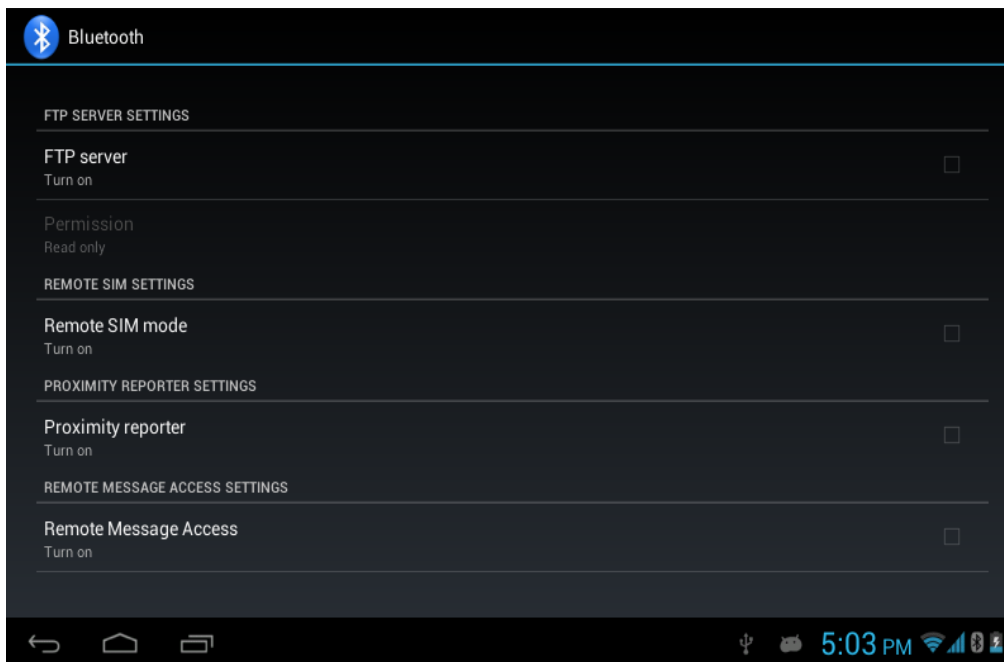 Bluetooth
FTP SERVER SETTINGS
FTP server
Turn on
Permission
Read only
REMOTE SIM SETTINGS
Remote SIM mode
Turn on
PROXIMITY REPORTER SETTINGS
Proximity reporter
Turn on
REMOTE MESSAGE ACCESS SETTINGS
Remote Message Access
Turn on
5:03 PM